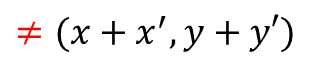 ≠ (𝑥 + 𝑥′, 𝑦 + 𝑦′)